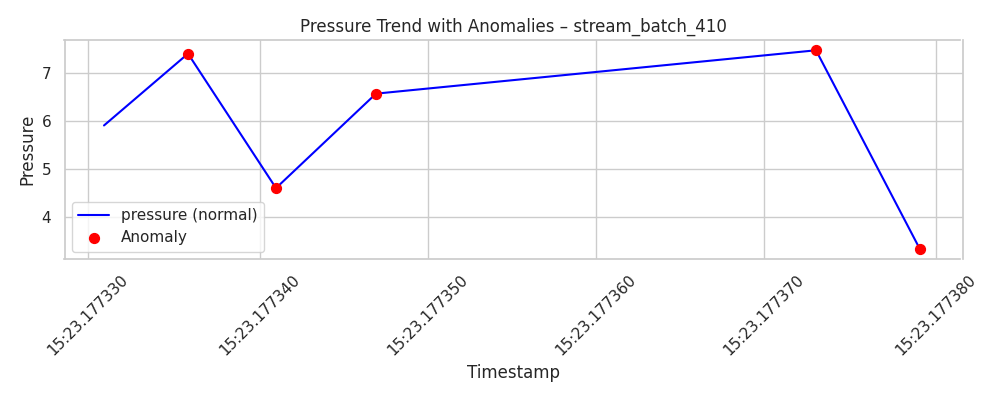 Pressure Trend with Anomalies – stream_batch_410
Pressure
7
6
5
4
pressure (normal)
Anomaly
15:23.177330
15:23.177340
15:23.177350
15:23.177360
15:23.177370
15:23.177380
Timestamp